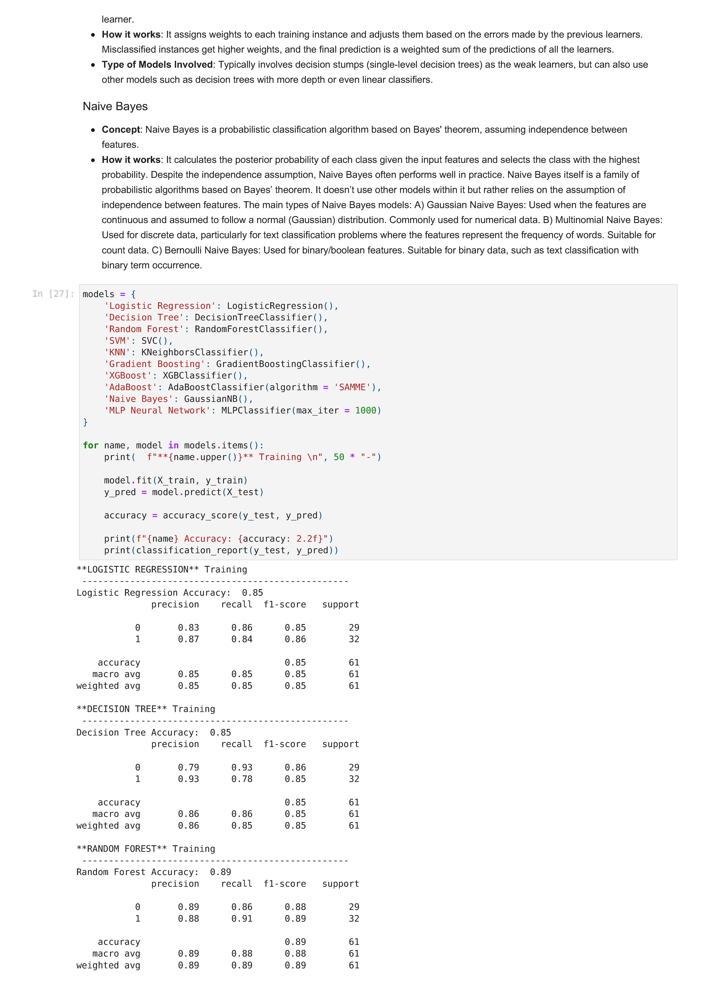 learner.
• How it works: It assigns weights to each training instance and adjusts them based on the errors made by the previous learners.
Misclassified instances get higher weights, and the final prediction is a weighted sum of the predictions of all the learners.
• Type of Models Involved: Typically involves decision stumps (single-level decision trees) as the weak learners, but can also use
other models such as decision trees with more depth or even linear classifiers.
Naive Bayes
• Concept: Naive Bayes is a probabilistic classification algorithm based on Bayes' theorem, assuming independence between
features.
• How it works: It calculates the posterior probability of each class given the input features and selects the class with the highest
probability. Despite the independence assumption, Naive Bayes often performs well in practice. Naive Bayes itself is a family of
probabilistic algorithms based on Bayes’ theorem. It doesn’t use other models within it but rather relies on the assumption of
independence between features. The main types of Naive Bayes models: A) Gaussian Naive Bayes: Used when the features are
continuous and assumed to follow a normal (Gaussian) distribution. Commonly used for numerical data. B) Multinomial Naive Bayes:
Used for discrete data, particularly for text classification problems where the features represent the frequency of words. Suitable for
count data. C) Bernoulli Naive Bayes: Used for binary/boolean features. Suitable for binary data, such as text classification with
binary term occurrence.
In [27]: models = {
    'Logistic Regression': LogisticRegression(),
    'Decision Tree': DecisionTreeClassifier(),
    'Random Forest': RandomForestClassifier(),
    'SVM': SVC(),
    'KNN': KNeighborsClassifier(),
    'Gradient Boosting': GradientBoostingClassifier(),
    'XGBoost': XGBClassifier(),
    'AdaBoost': AdaBoostClassifier(algorithm = 'SAMME'),
    'Naive Bayes': GaussianNB(),
    'MLP Neural Network': MLPClassifier(max_iter = 1000)
}
for name, model in models.items():
    print(  f"**{name.upper()}** Training \n", 50 * "-")
    model.fit(X_train, y_train)
    y_pred = model.predict(X_test)
    accuracy = accuracy_score(y_test, y_pred)
    print(f"{name} Accuracy: {accuracy: 2.2f}")
    print(classification_report(y_test, y_pred))
**LOGISTIC REGRESSION** Training
 --------------------------------------------------
Logistic Regression Accuracy:  0.85
              precision    recall  f1-score   support
           0       0.83      0.86      0.85        29
           1       0.87      0.84      0.86        32
    accuracy                           0.85        61
   macro avg       0.85      0.85      0.85        61
weighted avg       0.85      0.85      0.85        61
**DECISION TREE** Training
 --------------------------------------------------
Decision Tree Accuracy:  0.85
              precision    recall  f1-score   support
           0       0.79      0.93      0.86        29
           1       0.93      0.78      0.85        32
    accuracy                           0.85        61
   macro avg       0.86      0.86      0.85        61
weighted avg       0.86      0.85      0.85        61
**RANDOM FOREST** Training
 --------------------------------------------------
Random Forest Accuracy:  0.89
              precision    recall  f1-score   support
           0       0.89      0.86      0.88        29
           1       0.88      0.91      0.89        32
    accuracy                           0.89        61
   macro avg       0.89      0.88      0.88        61
weighted avg       0.89      0.89      0.89        61